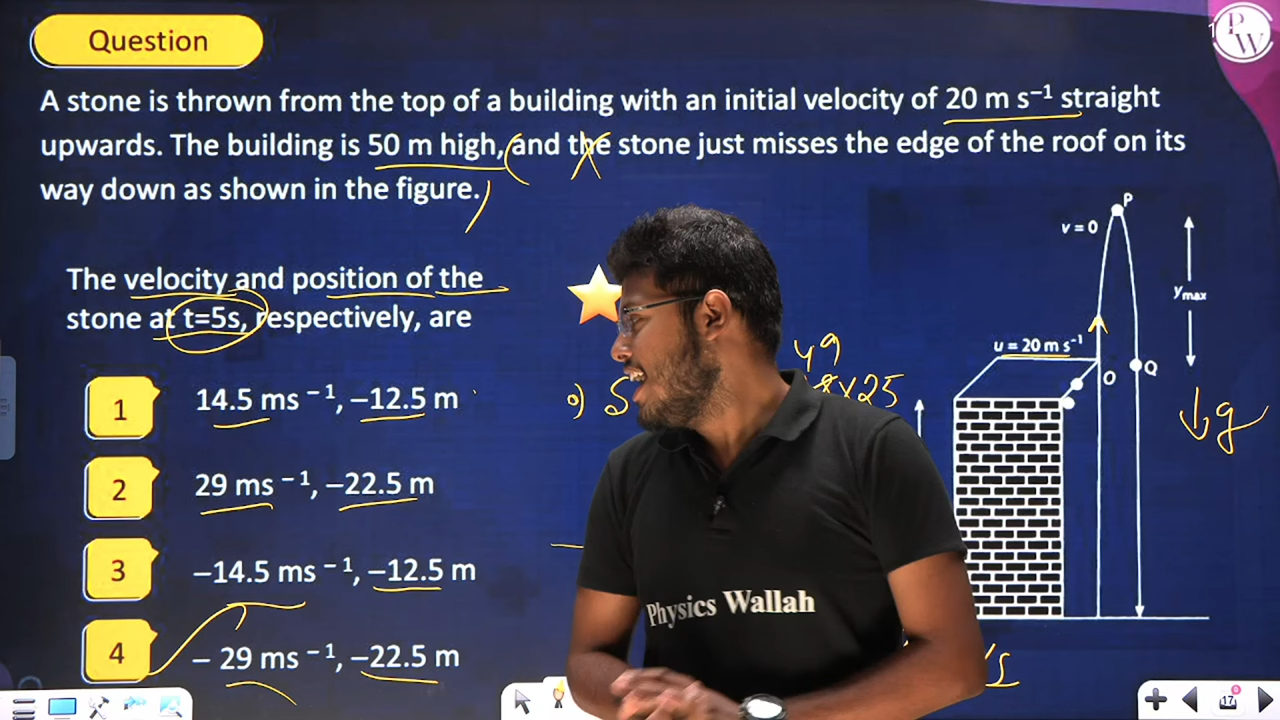 Question
PW
A stone is thrown from the top of a building with an initial velocity of 20 m s⁻¹ straight
upwards. The building is 50 m high, and the stone just misses the edge of the roof on its
way down as shown in the figure.
The velocity and position of the
stone at t=5s, respectively, are
1 14.5 ms ⁻¹, –12.5 m
2 29 ms ⁻¹, –22.5 m
3 –14.5 ms ⁻¹, –12.5 m
4 – 29 ms ⁻¹, –22.5 m
P
v = 0
ymax
u = 20 m s⁻¹
O
Q
g
49
S
x25
Physics Wallah
17